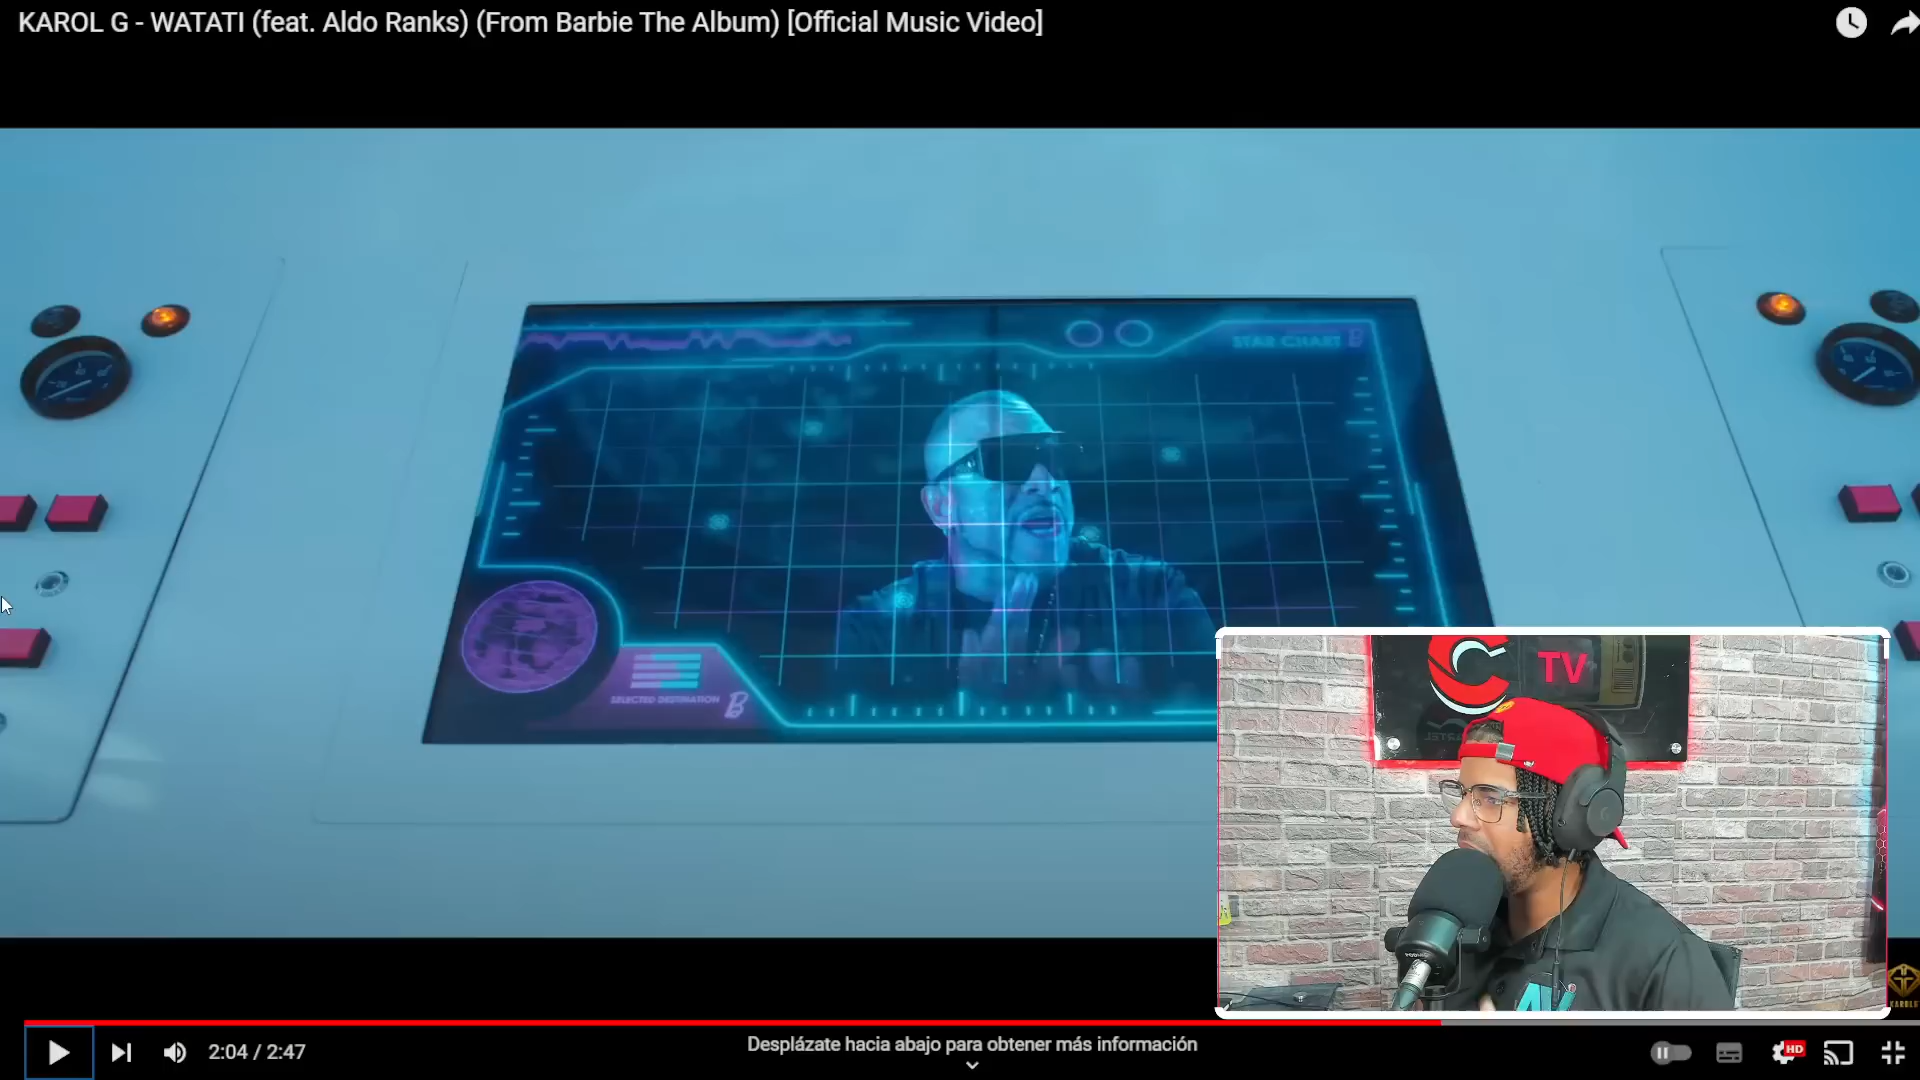 KAROL G - WATATI (feat. Aldo Ranks) (From Barbie The Album) [Official Music Video]
STAR CHART B
SELECTED DESTINATION B
C TV
2:04 / 2:47
Desplázate hacia abajo para obtener más información
HD